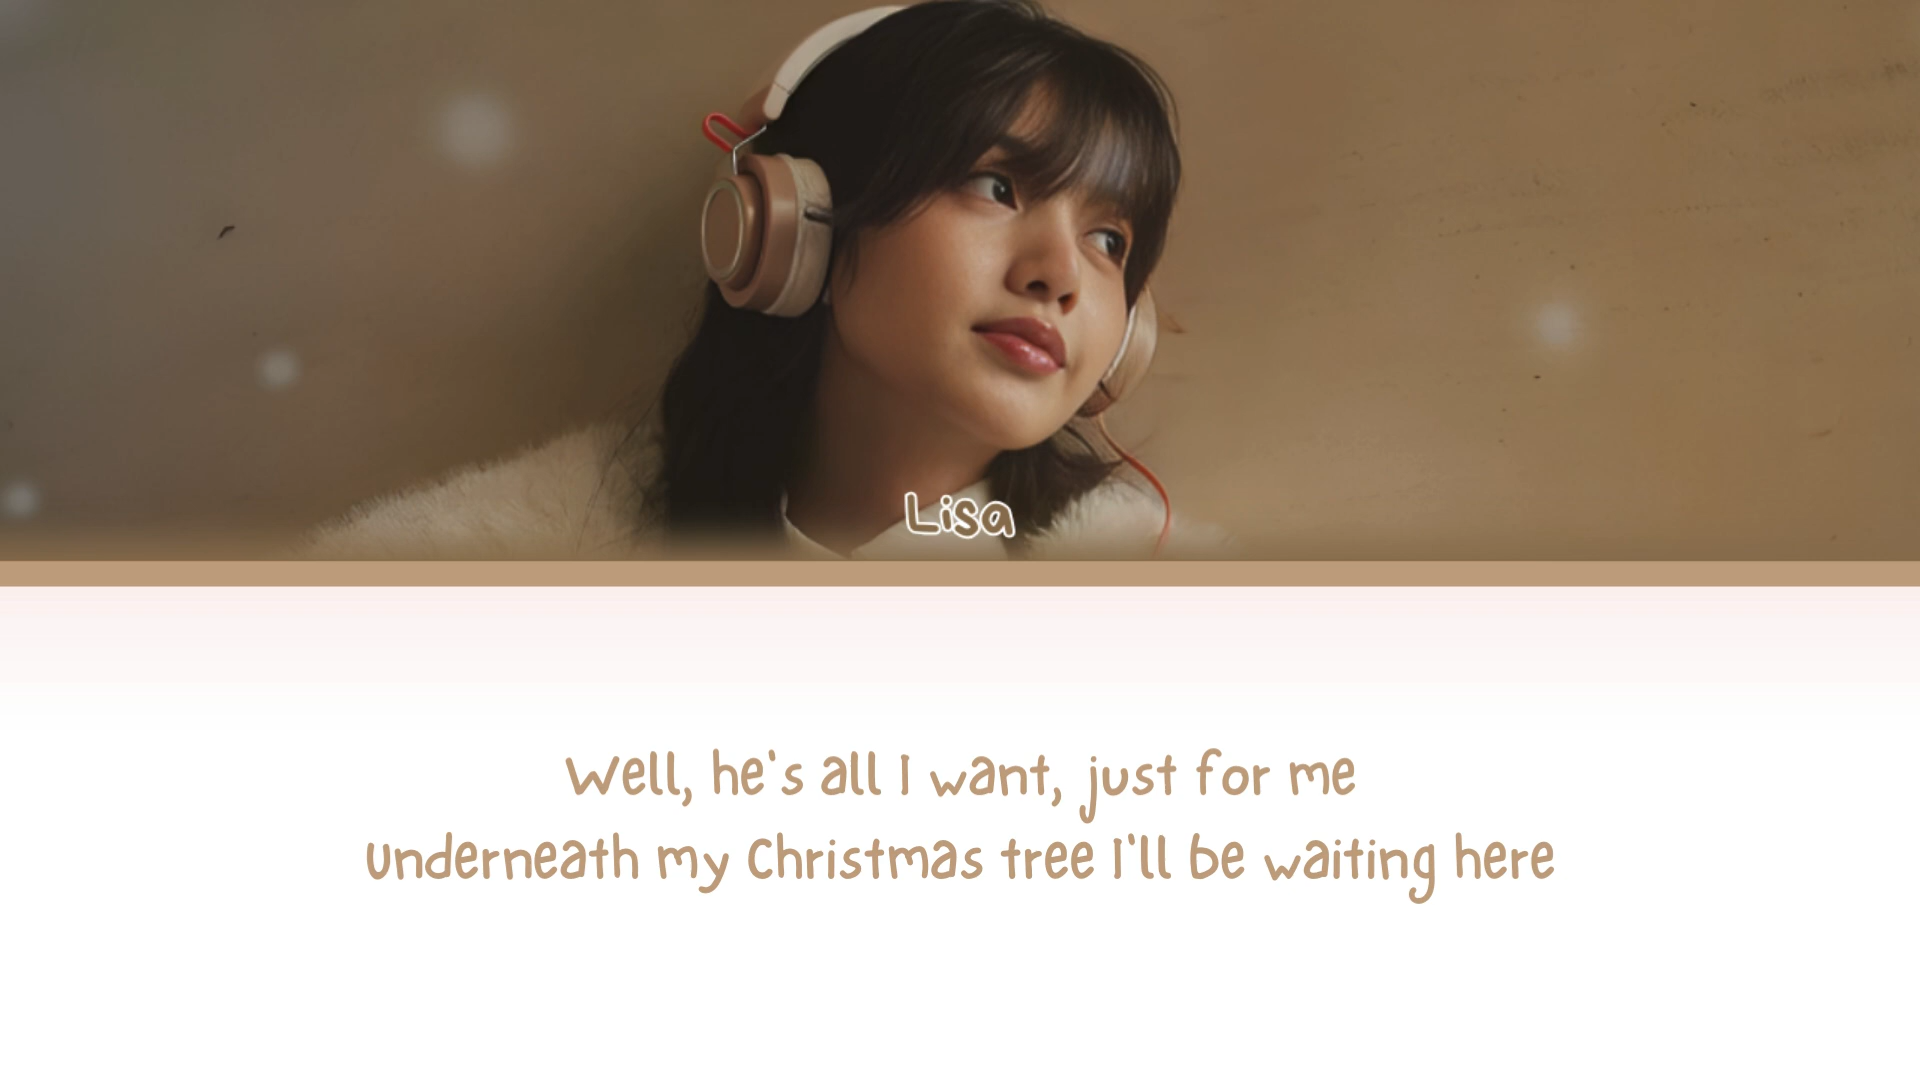 Lisa
Well, he's all I want, just for me
underneath my Christmas tree I'll be waiting here